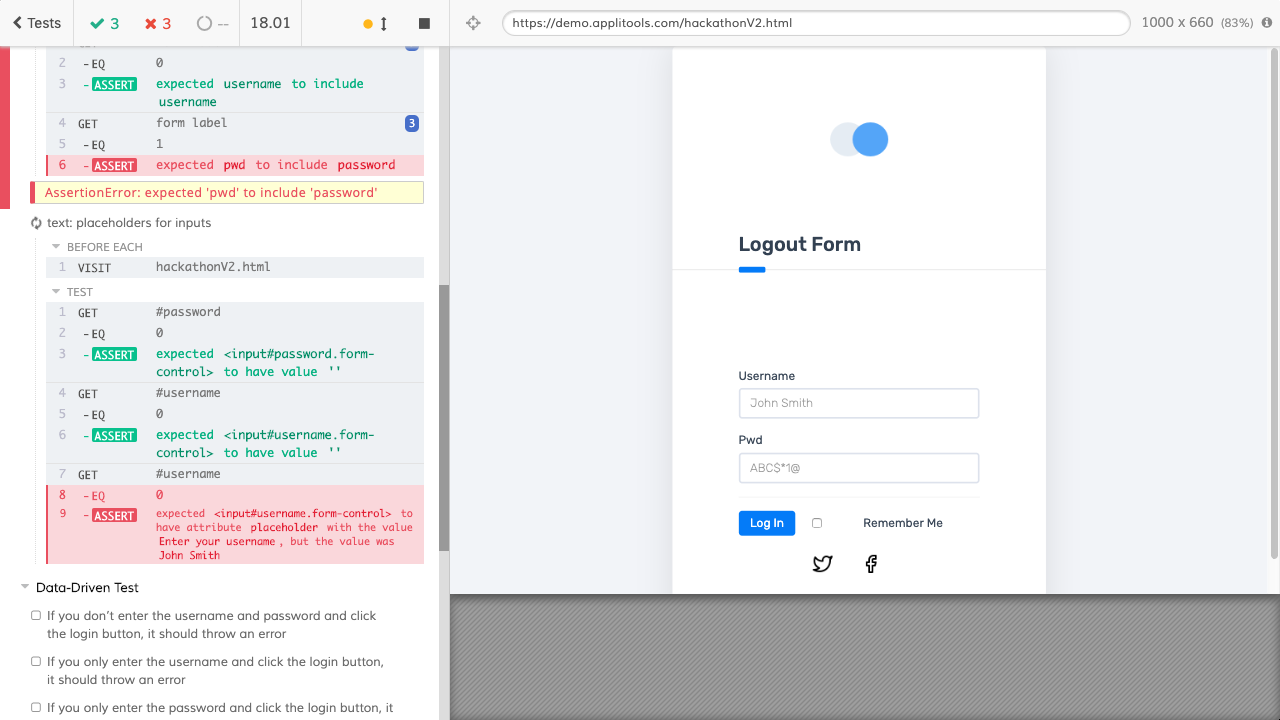 Tests
3
3
--
18.01
https://demo.applitools.com/hackathonV2.html
1000 x 660 (83%)
2 - EQ 0
3 - ASSERT expected username to include
username
4 GET form label 3
5 - EQ 1
6 - ASSERT expected pwd to include password
AssertionError: expected 'pwd' to include 'password'
text: placeholders for inputs
BEFORE EACH
1 VISIT hackathonV2.html
TEST
1 GET #password
2 - EQ 0
3 - ASSERT expected <input#password.form-
control> to have value ''
4 GET #username
5 - EQ 0
6 - ASSERT expected <input#username.form-
control> to have value ''
7 GET #username
8 - EQ 0
9 - ASSERT expected <input#username.form-control> to
have attribute placeholder with the value
Enter your username, but the value was
John Smith
Data-Driven Test
If you don't enter the username and password and click
the login button, it should throw an error
If you only enter the username and click the login button,
it should throw an error
If you only enter the password and click the login button, it
Logout Form
Username
John Smith
Pwd
ABC$*1@
Log In
Remember Me